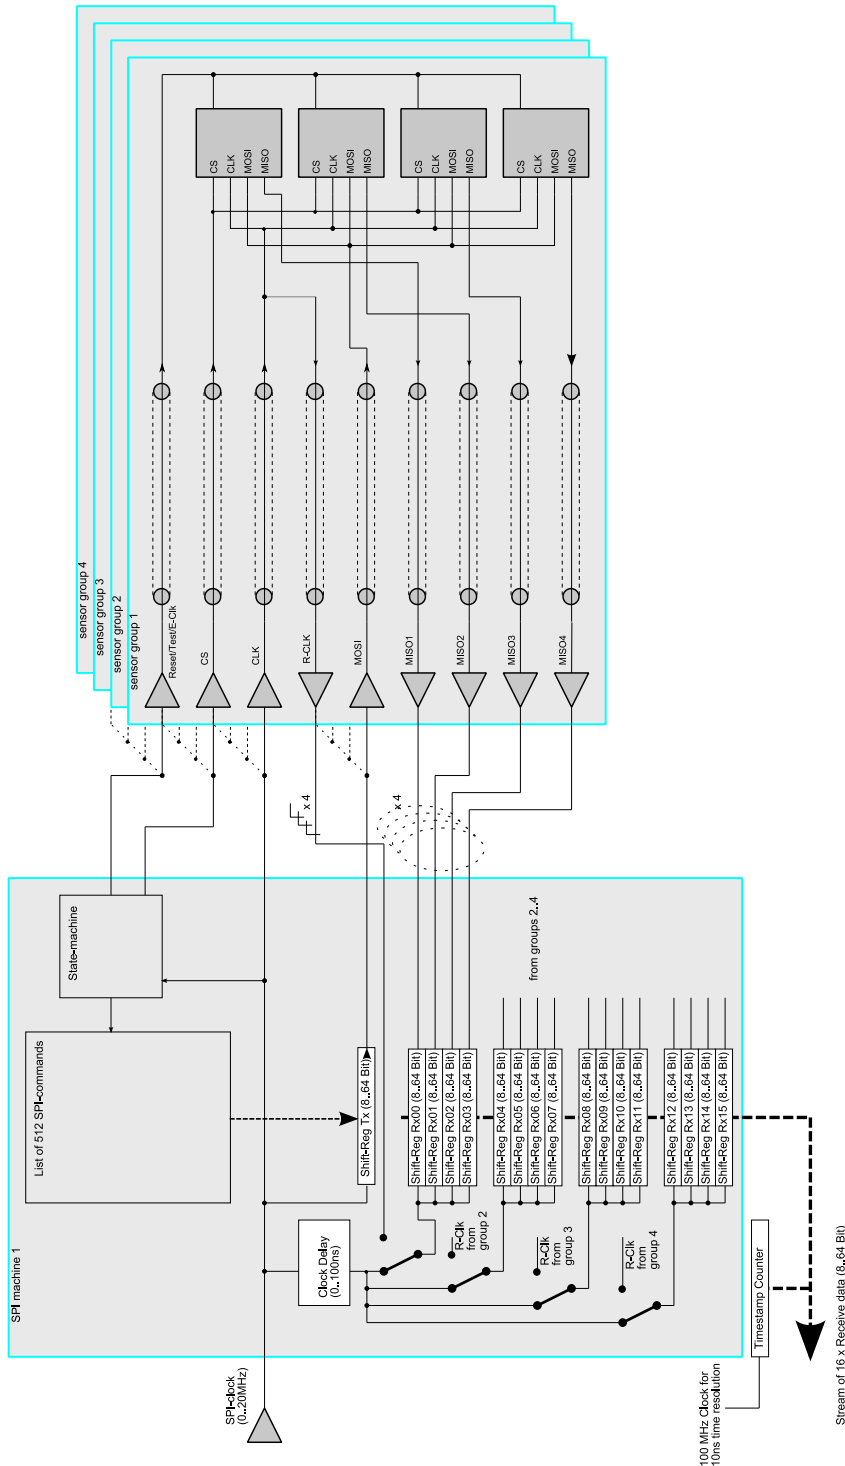 sensor group 4
sensor group 3
sensor group 2
sensor group 1
CS
CLK
MOSI
MISO
CS
CLK
MOSI
MISO
CS
CLK
MOSI
MISO
CS
CLK
MOSI
MISO
Reset/Test/E-Clk
CS
CLK
R-CLK
MOSI
MISO1
MISO2
MISO3
MISO4
x 4
x 4
SPI machine 1
State-machine
List of 512 SPI-commands
Shift-Reg Tx (8..64 Bit)
Shift-Reg Rx00 (8..64 Bit)
Shift-Reg Rx01 (8..64 Bit)
Shift-Reg Rx02 (8..64 Bit)
Shift-Reg Rx03 (8..64 Bit)
Shift-Reg Rx04 (8..64 Bit)
Shift-Reg Rx05 (8..64 Bit)
Shift-Reg Rx06 (8..64 Bit)
Shift-Reg Rx07 (8..64 Bit)
Shift-Reg Rx08 (8..64 Bit)
Shift-Reg Rx09 (8..64 Bit)
Shift-Reg Rx10 (8..64 Bit)
Shift-Reg Rx11 (8..64 Bit)
Shift-Reg Rx12 (8..64 Bit)
Shift-Reg Rx13 (8..64 Bit)
Shift-Reg Rx14 (8..64 Bit)
Shift-Reg Rx15 (8..64 Bit)
from groups 2..4
Clock Delay
(0..100ns)
R-Clk
from
group 2
R-Clk
from
group 3
R-Clk
from
group 4
SPI-clock
(0..20MHz)
Timestamp Counter
100 MHz Clock for
10ns time resolution
Stream of 16 x Receive data (8..64 Bit)